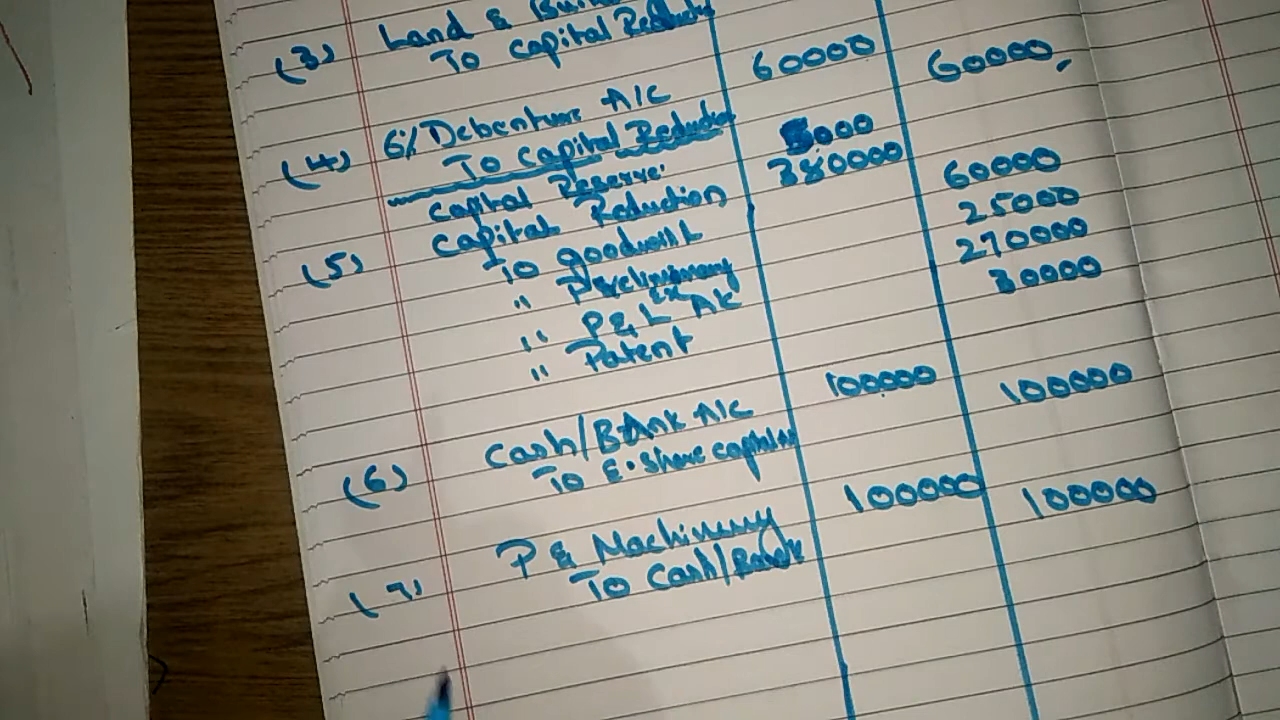 (3) Land &
To Capital Reduction
60000 60000,
(4) 6% Debenture A/c
To Capital Reduction
Capital Reserve 5000
(5) Capital Reduction 380000
To goodwill 60000
" Preliminary Ex 25000
" P & L A/c 270000
" Patent 30000
(6) Cash/Bank A/c 100000
To E. Share capital 100000
(7) P & Machinery 100000
To Cash/Bank 100000